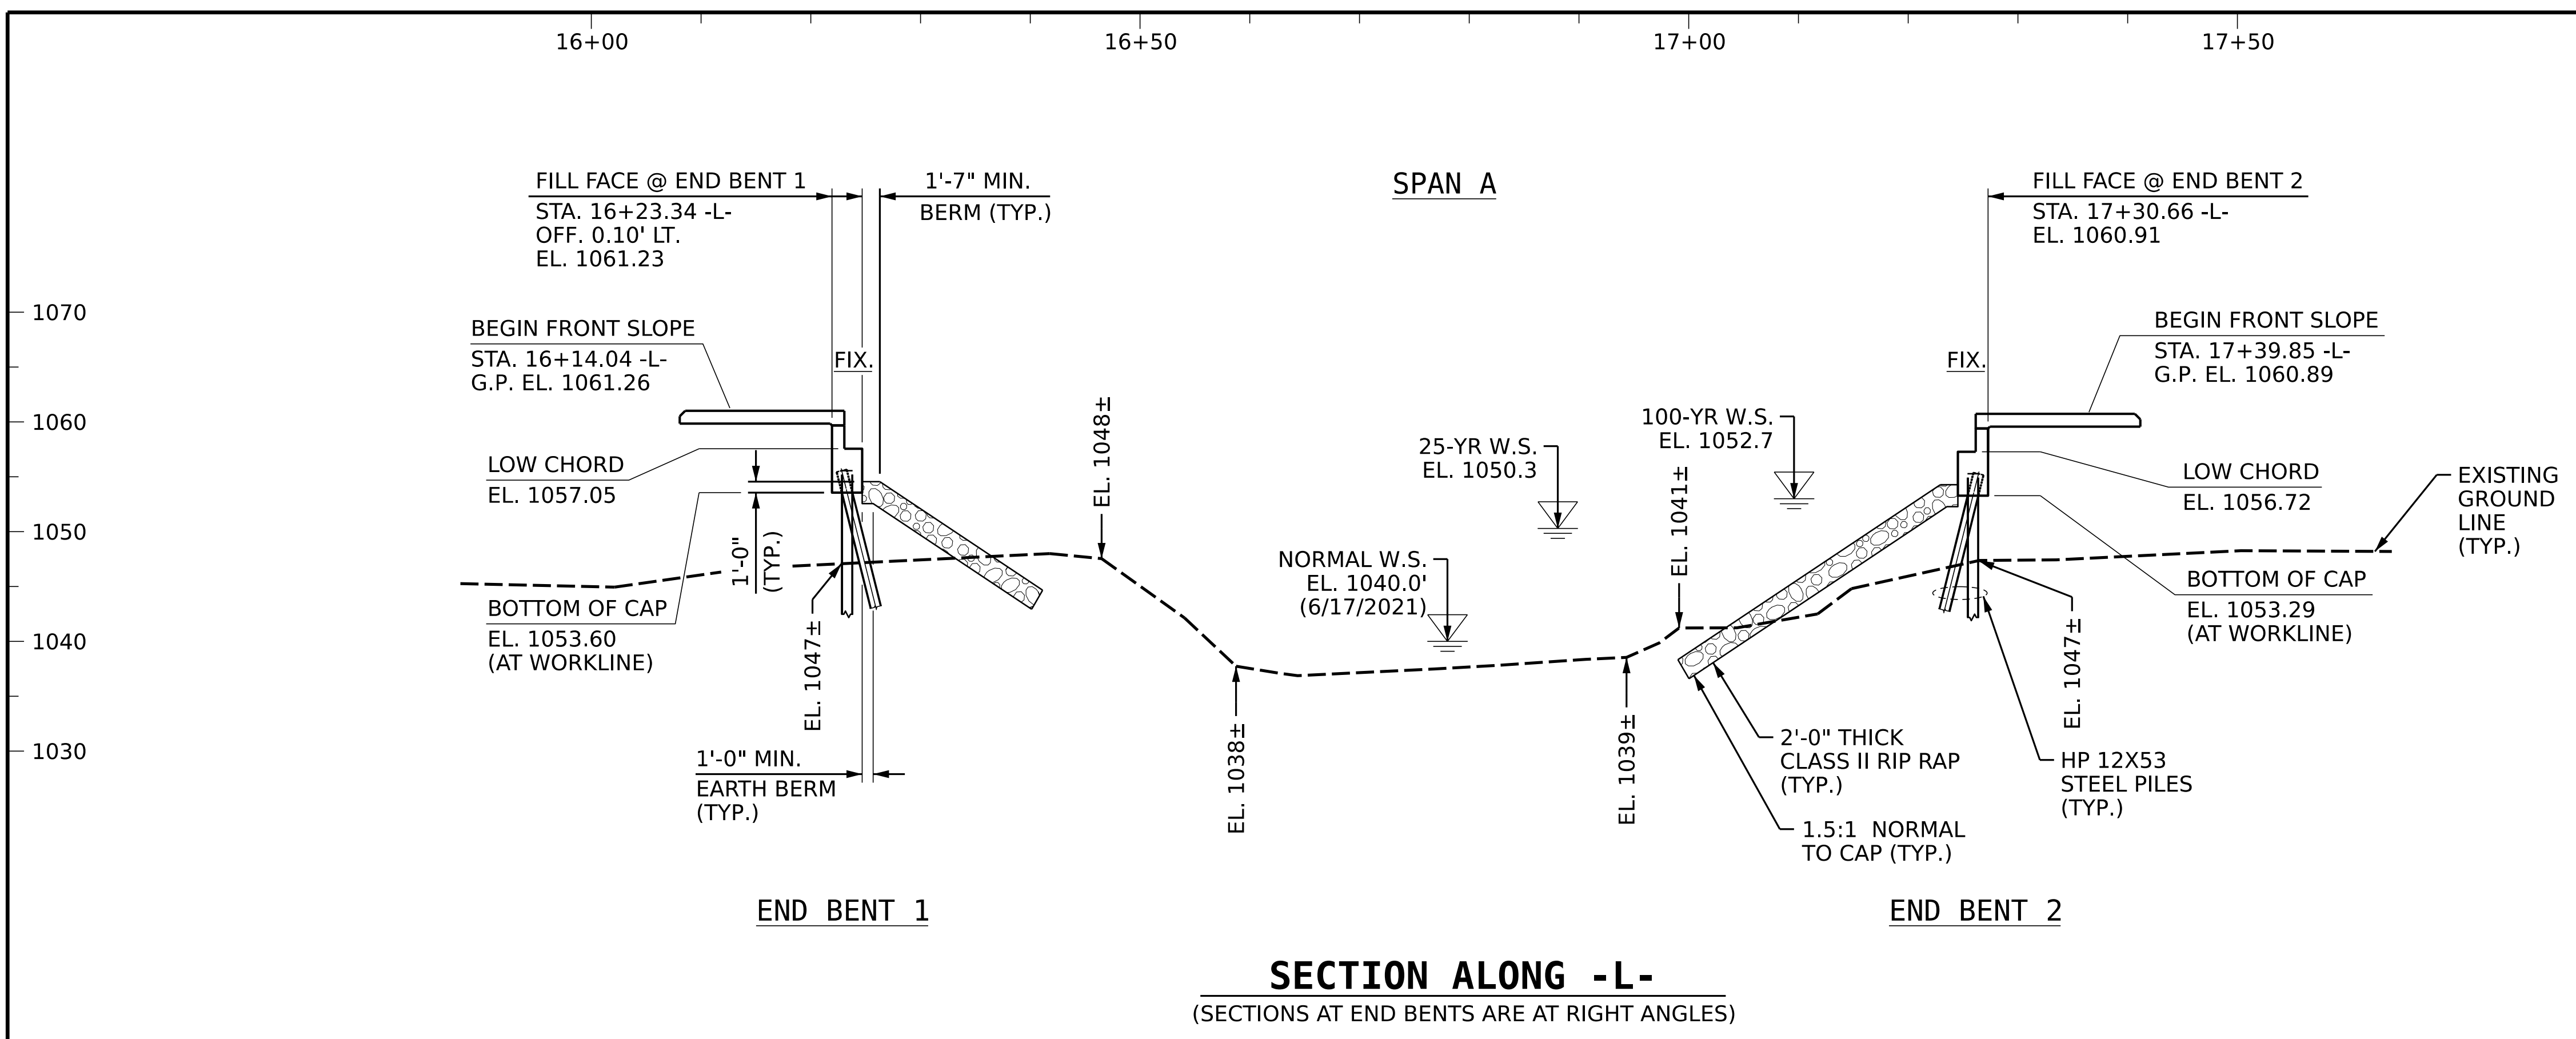 16+00
16+50
17+00
17+50
FILL FACE @ END BENT 1
STA. 16+23.34 -L-
OFF. 0.10' LT.
EL. 1061.23
1'-7" MIN.
BERM (TYP.)
SPAN A
FILL FACE @ END BENT 2
STA. 17+30.66 -L-
EL. 1060.91
1070
1060
1050
1040
1030
BEGIN FRONT SLOPE
STA. 16+14.04 -L-
G.P. EL. 1061.26
FIX.
LOW CHORD
EL. 1057.05
1'-0"
(TYP.)
BOTTOM OF CAP
EL. 1053.60
(AT WORKLINE)
EL. 1047±
1'-0" MIN.
EARTH BERM
(TYP.)
EL. 1048±
EL. 1038±
NORMAL W.S.
EL. 1040.0'
(6/17/2021)
25-YR W.S.
EL. 1050.3
100-YR W.S.
EL. 1052.7
EL. 1041±
EL. 1039±
FIX.
BEGIN FRONT SLOPE
STA. 17+39.85 -L-
G.P. EL. 1060.89
LOW CHORD
EL. 1056.72
EXISTING
GROUND
LINE
(TYP.)
BOTTOM OF CAP
EL. 1053.29
(AT WORKLINE)
EL. 1047±
2'-0" THICK
CLASS II RIP RAP
(TYP.)
HP 12X53
STEEL PILES
(TYP.)
1.5:1 NORMAL
TO CAP (TYP.)
END BENT 1
END BENT 2
SECTION ALONG -L-
(SECTIONS AT END BENTS ARE AT RIGHT ANGLES)